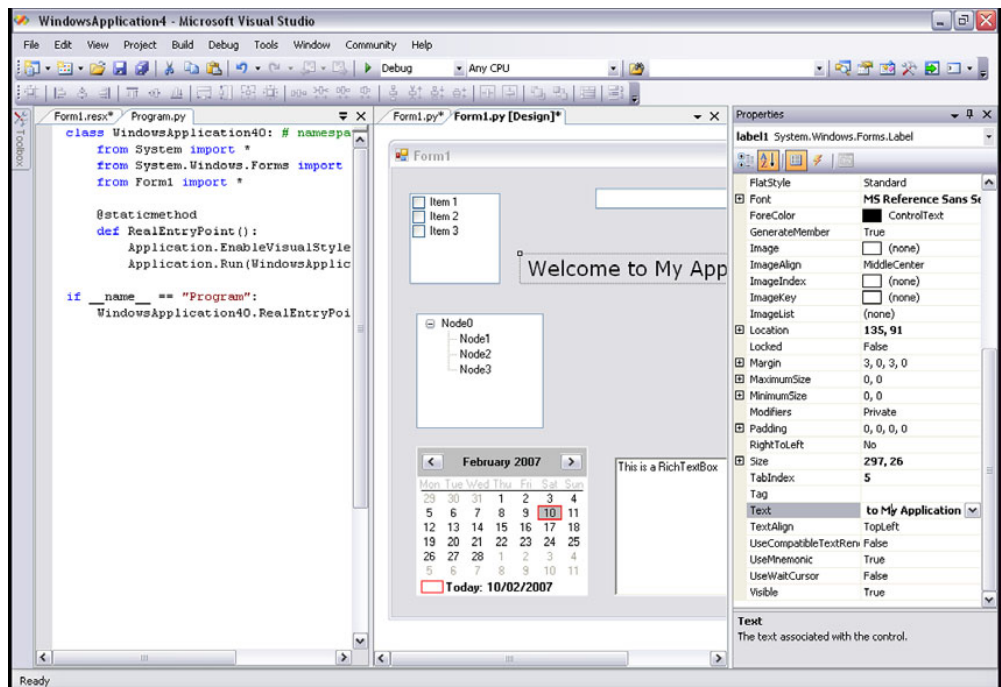 WindowsApplication4 - Microsoft Visual Studio
File Edit View Project Build Debug Tools Window Community Help
Debug Any CPU
Toolbox
Form1.resx* Program.py
class WindowsApplication40: # namespa
from System import *
from System.Windows.Forms import
from Form1 import *
@staticmethod
def RealEntryPoint():
Application.EnableVisualStyle
Application.Run(WindowsApplic
if __name__ == "Program":
WindowsApplication40.RealEntryPoi
Form1.py* Form1.py [Design]*
Form1
Item 1
Item 2
Item 3
Welcome to My App
Node0
Node1
Node2
Node3
February 2007
Mon Tue Wed Thu Fri Sat Sun
29 30 31 1 2 3 4
5 6 7 8 9 10 11
12 13 14 15 16 17 18
19 20 21 22 23 24 25
26 27 28 1 2 3 4
5 6 7 8 9 10 11
Today: 10/02/2007
This is a RichTextBox
Properties
label1 System.Windows.Forms.Label
FlatStyle Standard
Font MS Reference Sans Se
ForeColor ControlText
GenerateMember True
Image (none)
ImageAlign MiddleCenter
ImageIndex (none)
ImageKey (none)
ImageList (none)
Location 135, 91
Locked False
Margin 3, 0, 3, 0
MaximumSize 0, 0
MinimumSize 0, 0
Modifiers Private
Padding 0, 0, 0, 0
RightToLeft No
Size 297, 26
TabIndex 5
Tag
Text to My Application
TextAlign TopLeft
UseCompatibleTextRen False
UseMnemonic True
UseWaitCursor False
Visible True
Text
The text associated with the control.
Ready